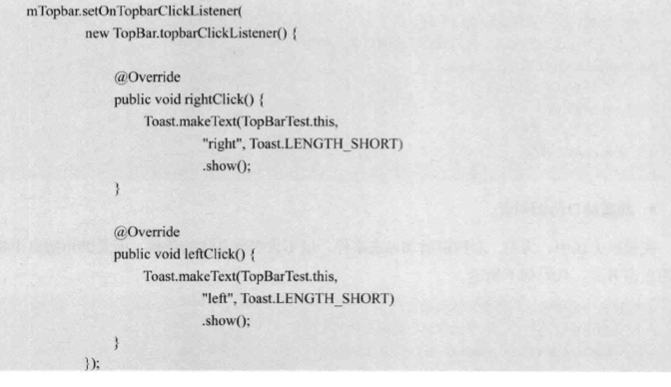 mTopbar.setOnTopbarClickListener(
new TopBar.topbarClickListener() {
@Override
public void rightClick() {
Toast.makeText(TopBarTest.this,
"right", Toast.LENGTH_SHORT)
.show();
}
@Override
public void leftClick() {
Toast.makeText(TopBarTest.this,
"left", Toast.LENGTH_SHORT)
.show();
}
});